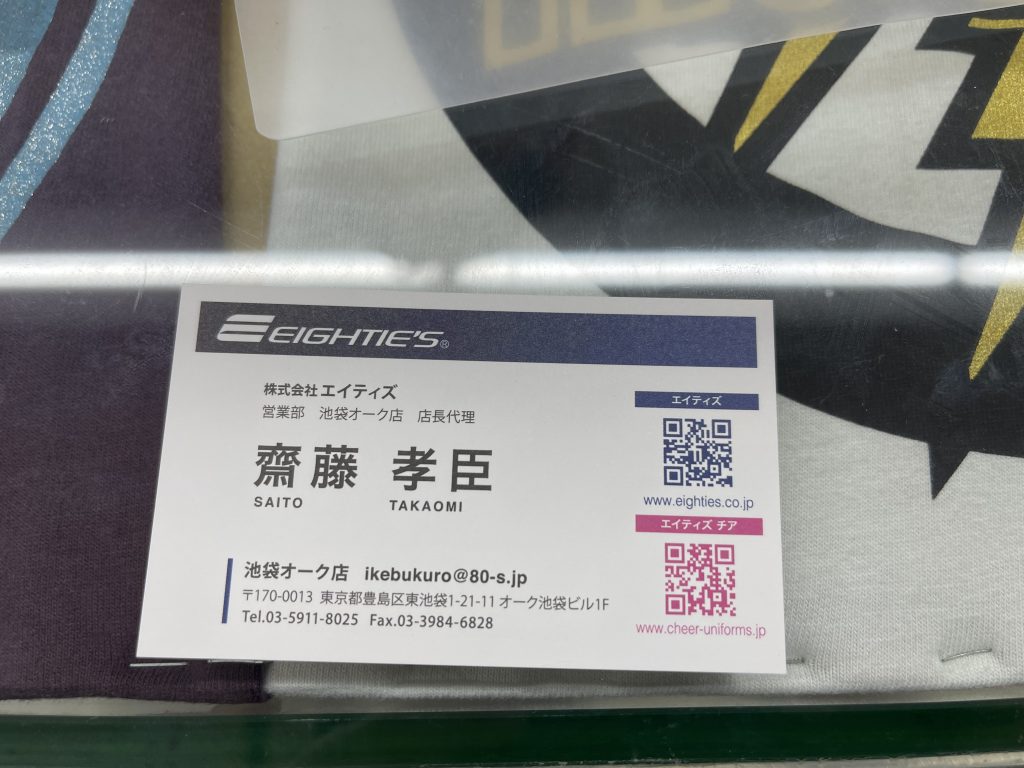 EIGHTIE'S®
株式会社 エイティズ
営業部 池袋オーク店 店長代理
齋藤 孝臣
SAITO TAKAOMI
池袋オーク店 ikebukuro@80-s.jp
〒170-0013 東京都豊島区東池袋1-21-11 オーク池袋ビル1F
Tel.03-5911-8025 Fax.03-3984-6828
エイティズ
www.eighties.co.jp
エイティズ チア
www.cheer-uniforms.jp